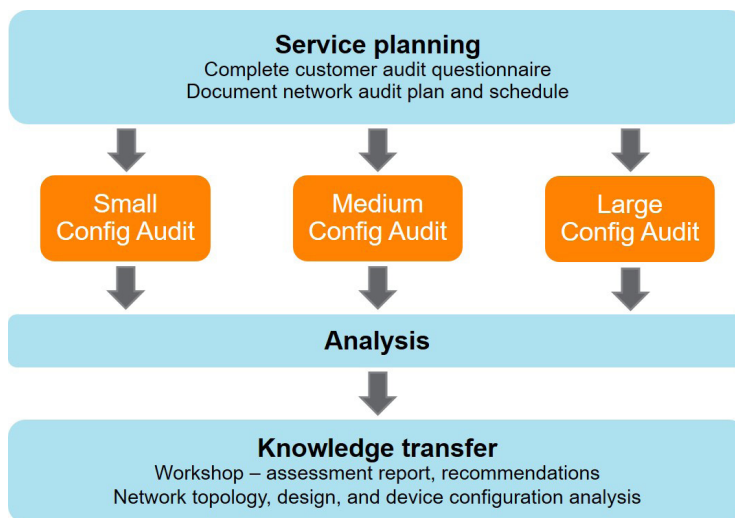 Service planning
Complete customer audit questionnaire
Document network audit plan and schedule
Small
Config Audit
Medium
Config Audit
Large
Config Audit
Analysis
Knowledge transfer
Workshop – assessment report, recommendations
Network topology, design, and device configuration analysis